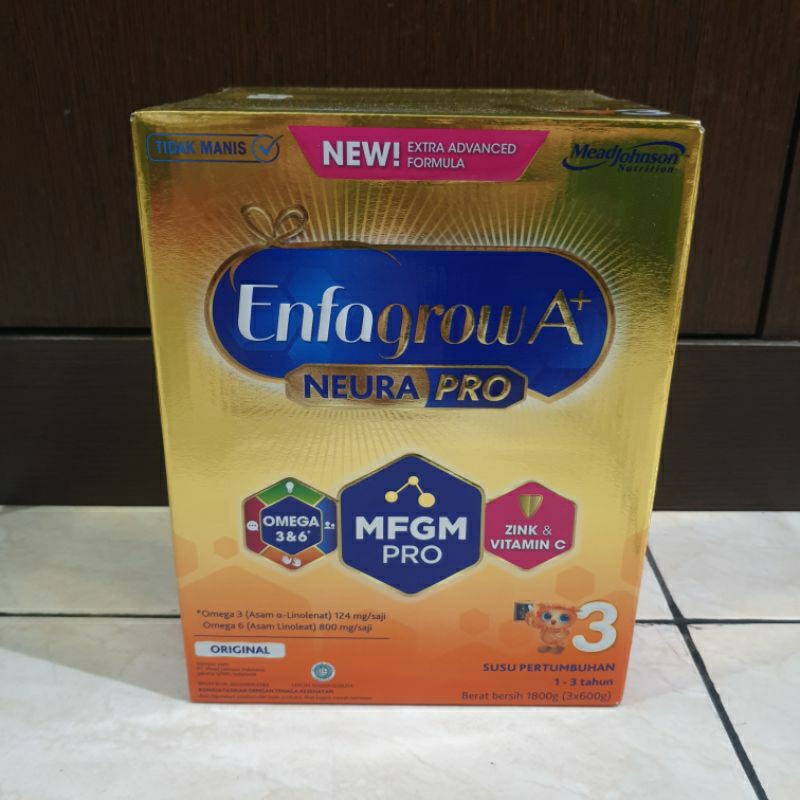 TIDAK MANIS
NEW! EXTRA ADVANCED
FORMULA
MeadJohnson
Nutrition
EnfagrowA+
NEURA PRO
OMEGA
3&6*
MFGM
PRO
ZINK &
VITAMIN C
*Omega 3 (Asam α-Linolenat) 124 mg/saji
Omega 6 (Asam Linoleat) 800 mg/saji
ORIGINAL
3
SUSU PERTUMBUHAN
1 - 3 tahun
Berat bersih 1800g (3x600g)